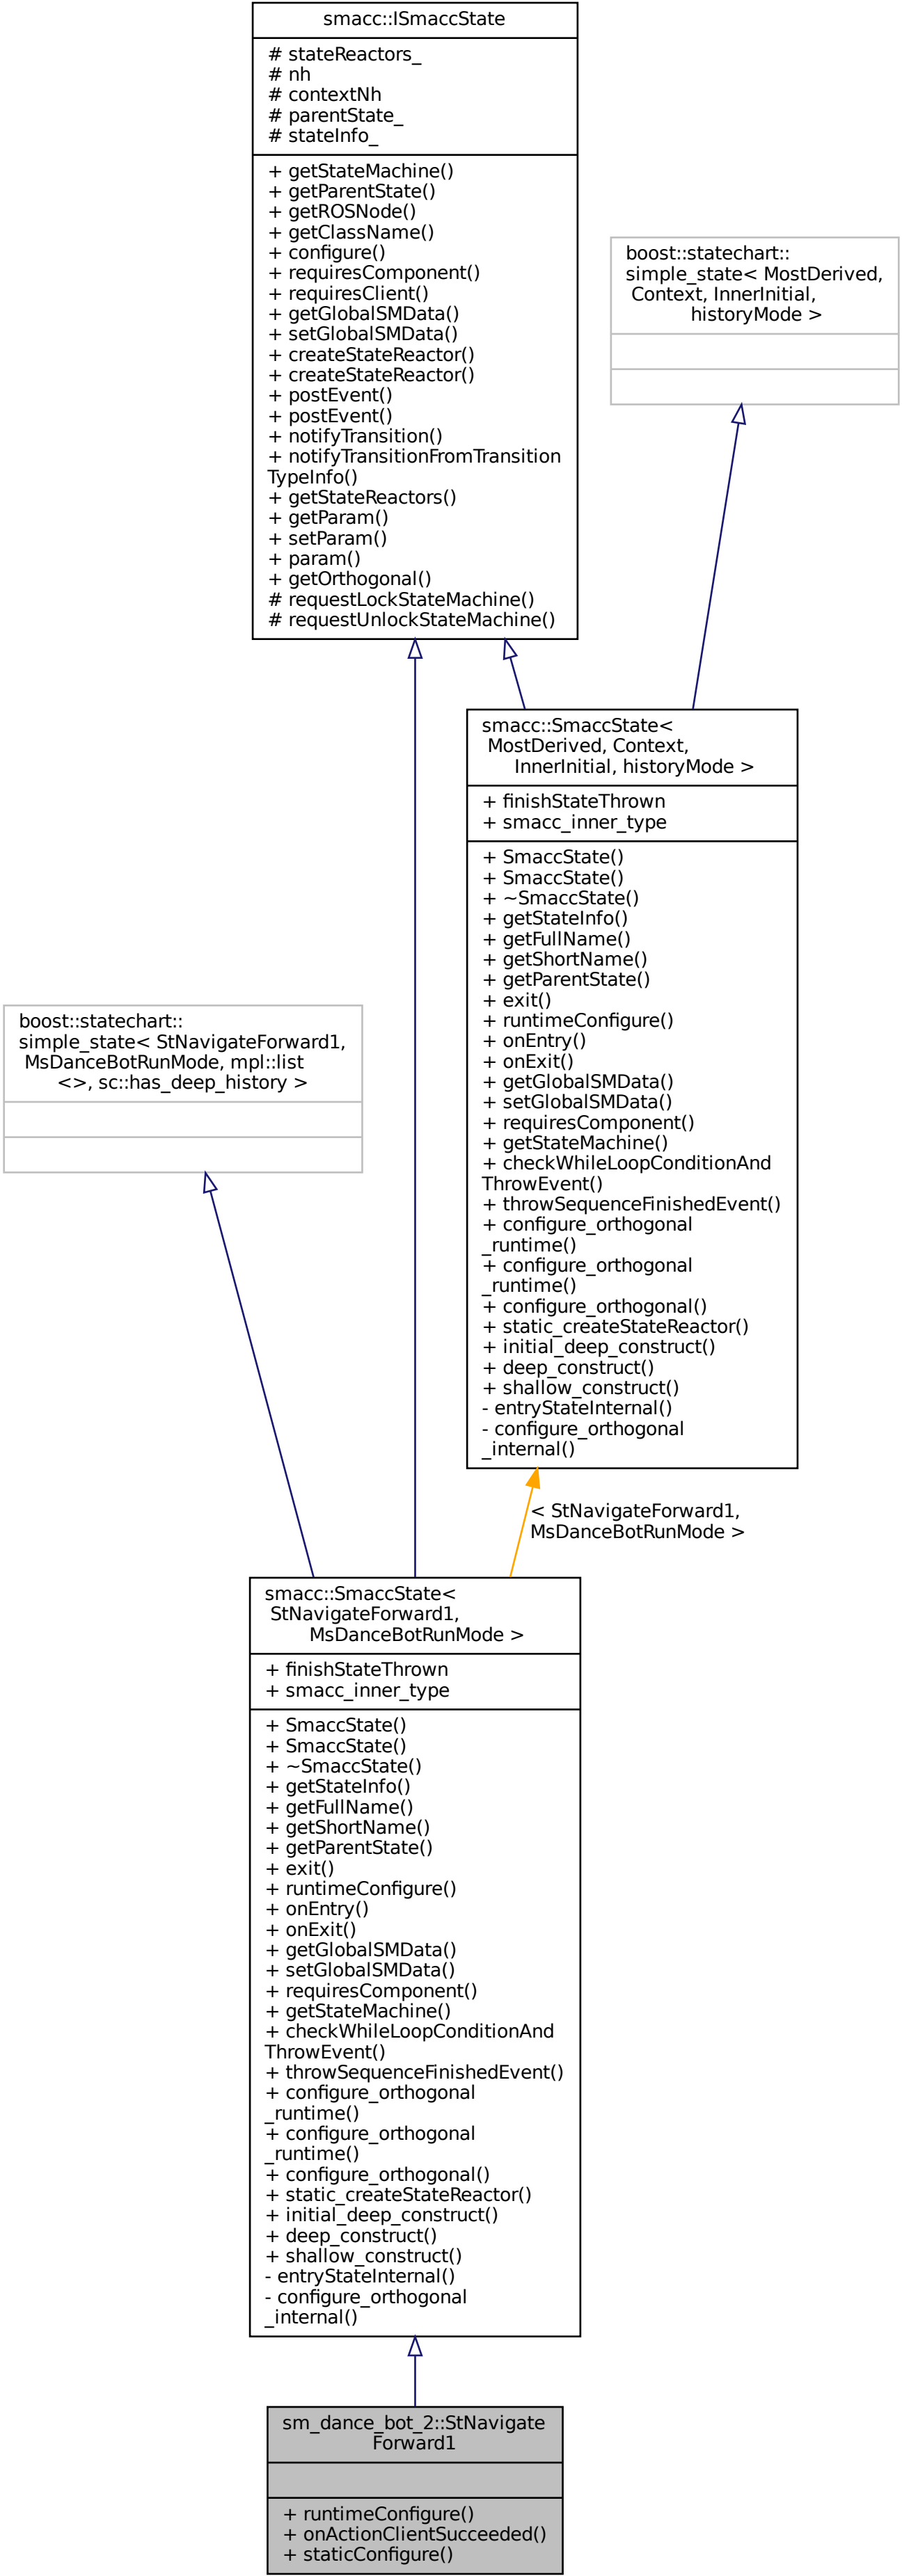 smacc::ISmaccState
# stateReactors_
# nh
# contextNh
# parentState_
# stateInfo_
+ getStateMachine()
+ getParentState()
+ getROSNode()
+ getClassName()
+ configure()
+ requiresComponent()
+ requiresClient()
+ getGlobalSMData()
+ setGlobalSMData()
+ createStateReactor()
+ createStateReactor()
+ postEvent()
+ postEvent()
+ notifyTransition()
+ notifyTransitionFromTransition
TypeInfo()
+ getStateReactors()
+ getParam()
+ setParam()
+ param()
+ getOrthogonal()
# requestLockStateMachine()
# requestUnlockStateMachine()
boost::statechart::
simple_state< MostDerived,
Context, InnerInitial,
historyMode >
smacc::SmaccState<
MostDerived, Context,
InnerInitial, historyMode >
+ finishStateThrown
+ smacc_inner_type
+ SmaccState()
+ SmaccState()
+ ~SmaccState()
+ getStateInfo()
+ getFullName()
+ getShortName()
+ getParentState()
+ exit()
+ runtimeConfigure()
+ onEntry()
+ onExit()
+ getGlobalSMData()
+ setGlobalSMData()
+ requiresComponent()
+ getStateMachine()
+ checkWhileLoopConditionAnd
ThrowEvent()
+ throwSequenceFinishedEvent()
+ configure_orthogonal
_runtime()
+ configure_orthogonal
_runtime()
+ configure_orthogonal()
+ static_createStateReactor()
+ initial_deep_construct()
+ deep_construct()
+ shallow_construct()
- entryStateInternal()
- configure_orthogonal
_internal()
boost::statechart::
simple_state< StNavigateForward1,
MsDanceBotRunMode, mpl::list
<>, sc::has_deep_history >
< StNavigateForward1,
MsDanceBotRunMode >
smacc::SmaccState<
StNavigateForward1,
MsDanceBotRunMode >
+ finishStateThrown
+ smacc_inner_type
+ SmaccState()
+ SmaccState()
+ ~SmaccState()
+ getStateInfo()
+ getFullName()
+ getShortName()
+ getParentState()
+ exit()
+ runtimeConfigure()
+ onEntry()
+ onExit()
+ getGlobalSMData()
+ setGlobalSMData()
+ requiresComponent()
+ getStateMachine()
+ checkWhileLoopConditionAnd
ThrowEvent()
+ throwSequenceFinishedEvent()
+ configure_orthogonal
_runtime()
+ configure_orthogonal
_runtime()
+ configure_orthogonal()
+ static_createStateReactor()
+ initial_deep_construct()
+ deep_construct()
+ shallow_construct()
- entryStateInternal()
- configure_orthogonal
_internal()
sm_dance_bot_2::StNavigate
Forward1
+ runtimeConfigure()
+ onActionClientSucceeded()
+ staticConfigure()